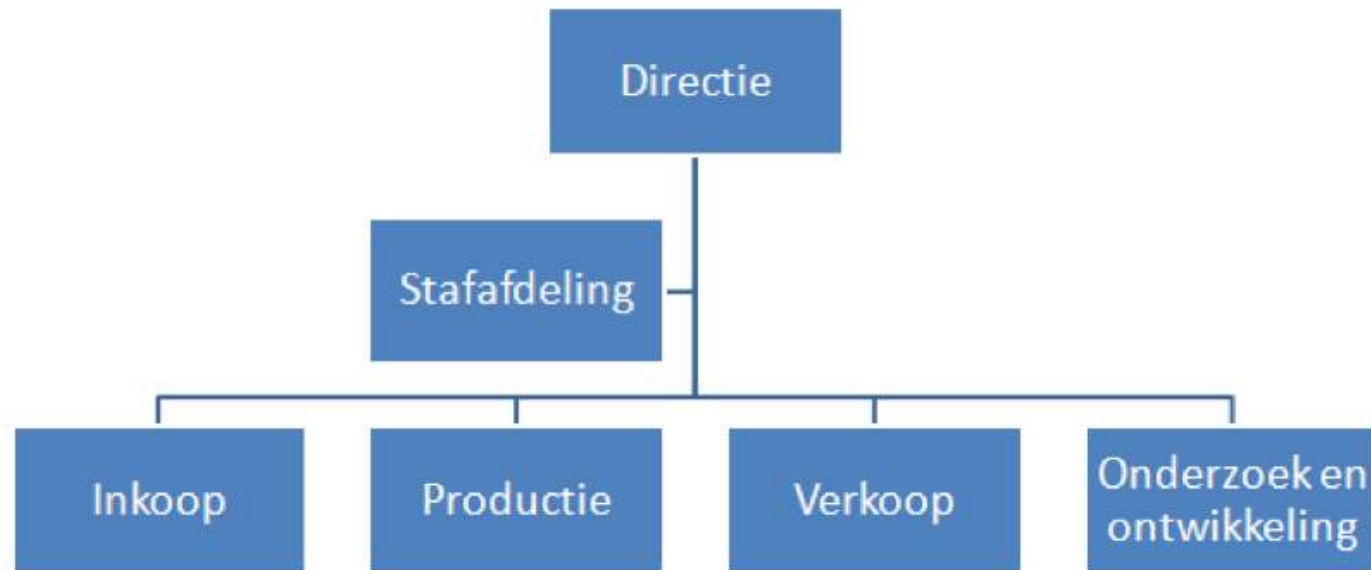 Directie
Stafafdeling
Inkoop
Productie
Verkoop
Onderzoek en
ontwikkeling